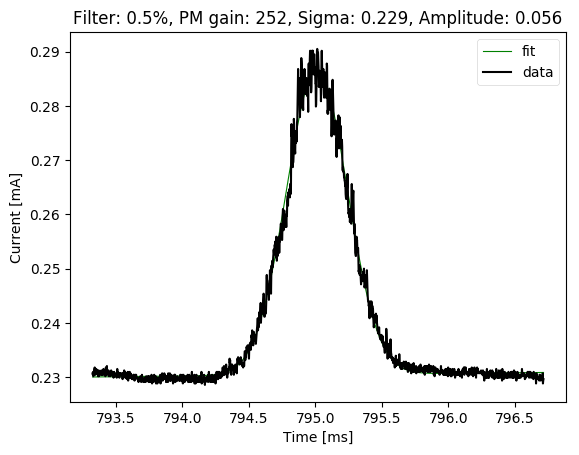 Filter: 0.5%, PM gain: 252, Sigma: 0.229, Amplitude: 0.056
fit
data
0.29
0.28
0.27
0.26
0.25
0.24
0.23
Current [mA]
793.5 794.0 794.5 795.0 795.5 796.0 796.5
Time [ms]